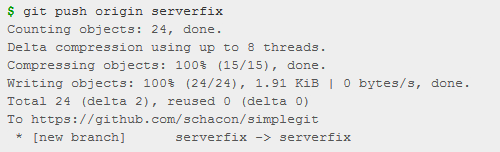 $ git push origin serverfix
Counting objects: 24, done.
Delta compression using up to 8 threads.
Compressing objects: 100% (15/15), done.
Writing objects: 100% (24/24), 1.91 KiB | 0 bytes/s, done.
Total 24 (delta 2), reused 0 (delta 0)
To https://github.com/schacon/simplegit
 * [new branch]      serverfix -> serverfix